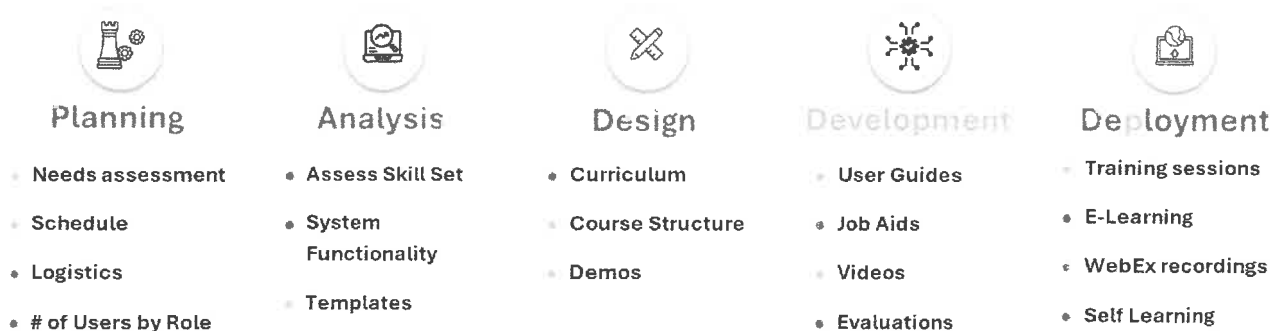 Planning
• Needs assessment
• Schedule
• Logistics
• # of Users by Role
Analysis
• Assess Skill Set
• System
Functionality
• Templates
Design
• Curriculum
• Course Structure
• Demos
Development
• User Guides
• Job Aids
• Videos
• Evaluations
Deployment
• Training sessions
• E-Learning
• WebEx recordings
• Self Learning